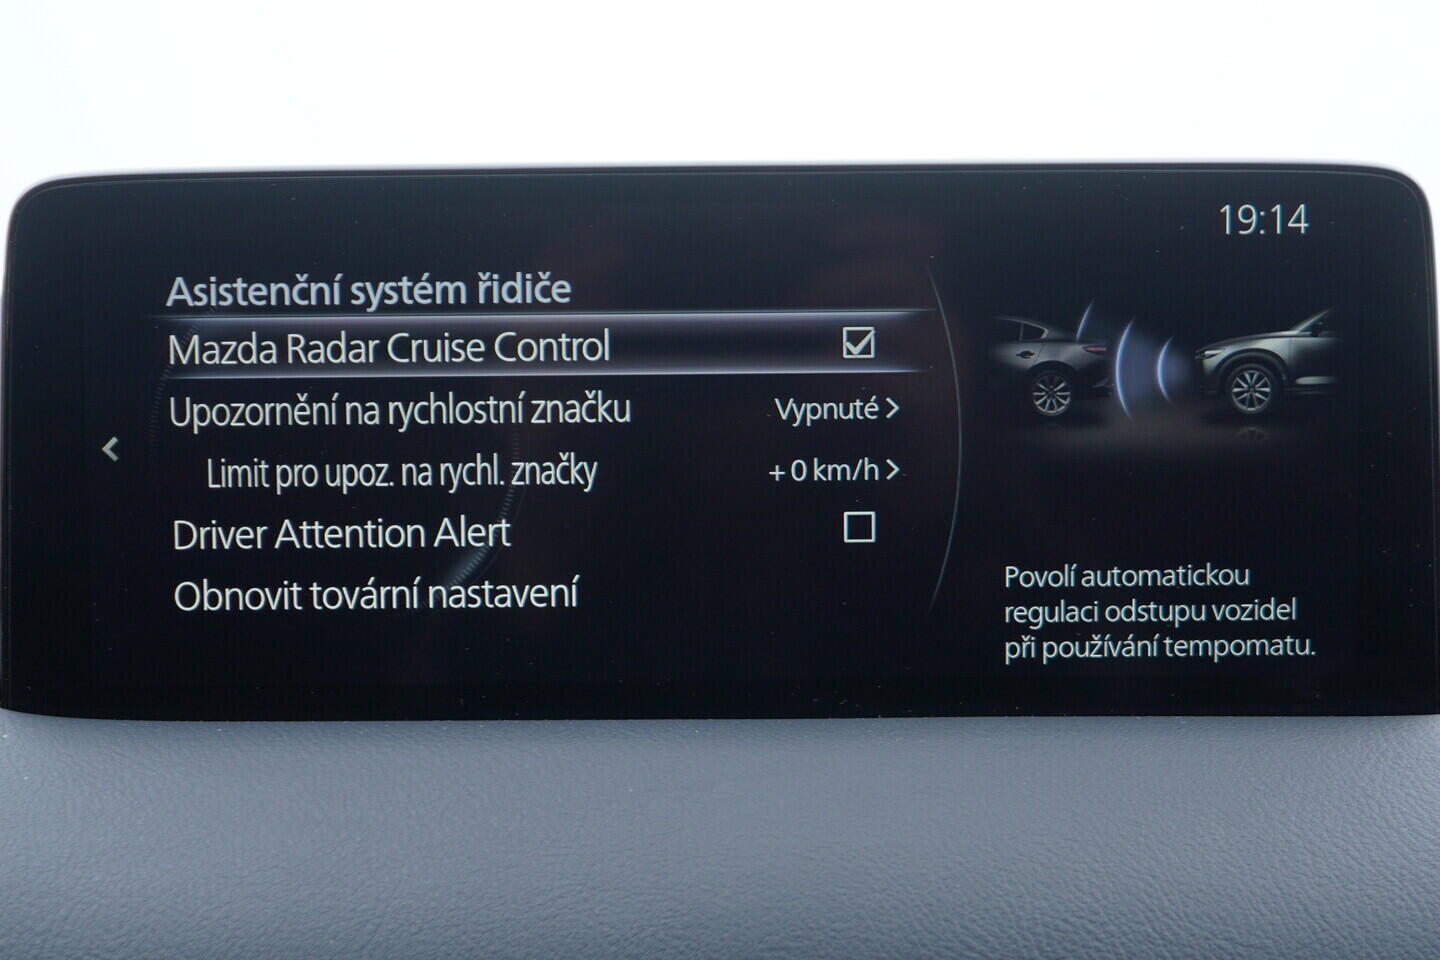 19:14
Asistenční systém řidiče
Mazda Radar Cruise Control
Upozornění na rychlostní značku Vypnuté >
Limit pro upoz. na rychl. značky +0 km/h >
Driver Attention Alert
Obnovit tovární nastavení
Povolí automatickou
regulaci odstupu vozidel
při používání tempomatu.